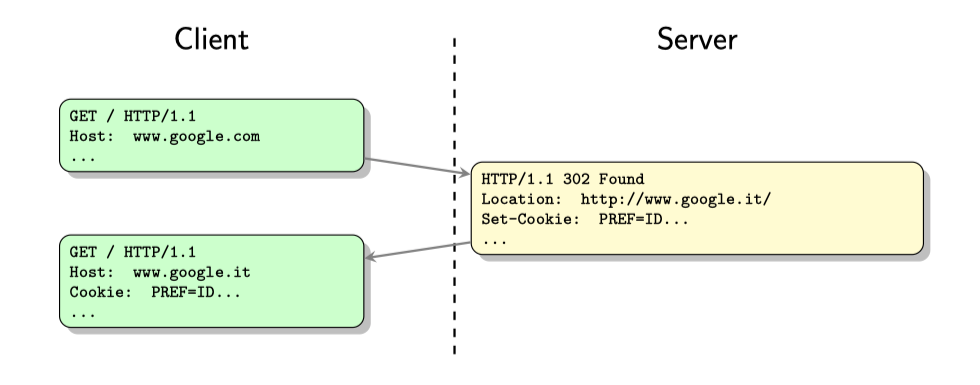 Client
Server
GET / HTTP/1.1
Host: www.google.com
...
HTTP/1.1 302 Found
Location: http://www.google.it/
Set-Cookie: PREF=ID...
...
GET / HTTP/1.1
Host: www.google.it
Cookie: PREF=ID...
...